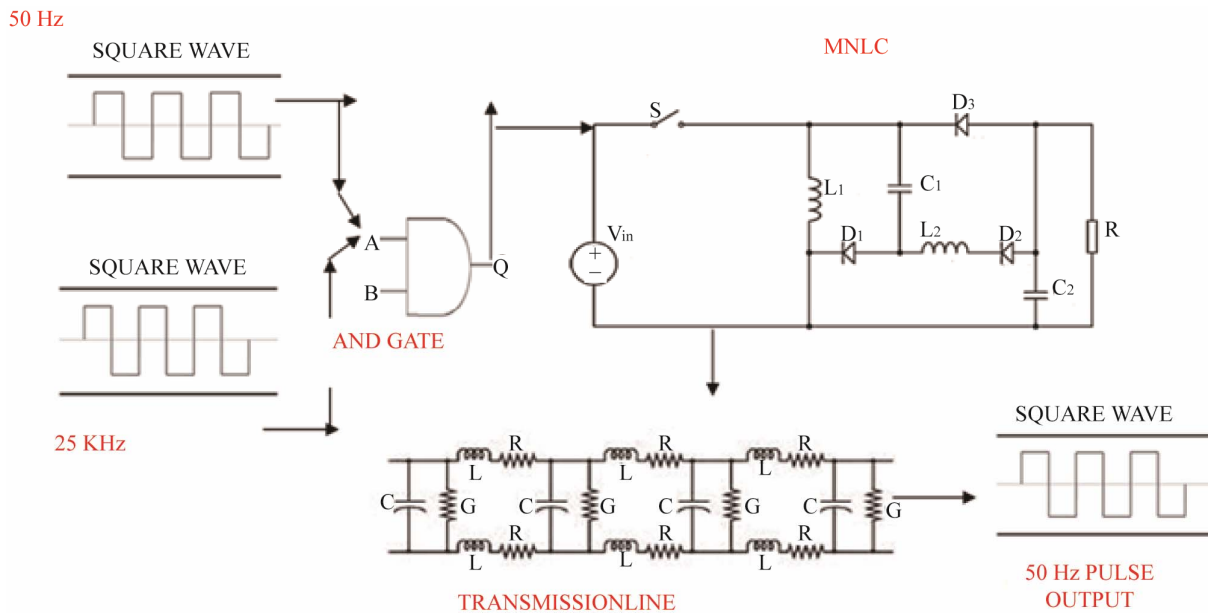 50 Hz
SQUARE WAVE
MNLC
S
D3
L1
C1
A
Vin
+
−
D1
L2
D2
R
Q̄
B
SQUARE WAVE
C2
AND GATE
25 KHz
SQUARE WAVE
R
R
R
L
L
L
C
G
C
G
C
G
C
G
R
R
R
L
L
L
50 Hz PULSE
OUTPUT
TRANSMISSIONLINE